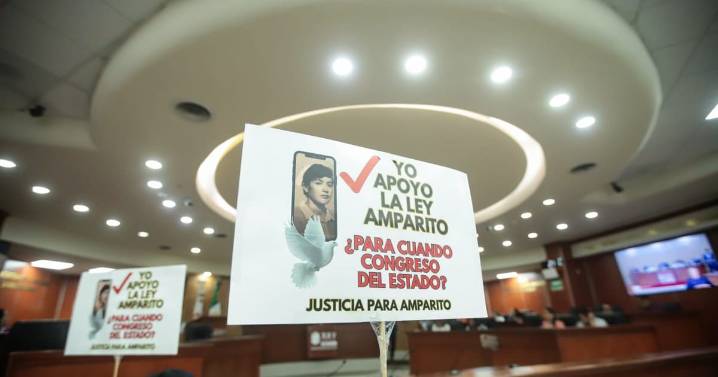 YO
APOYO
LA LEY
AMPARITO
¿PARA CUANDO
CONGRESO
DEL ESTADO?
JUSTICIA PARA AMPARITO
YO
APOYO
LA LEY
AMPARITO
¿PARA CUANDO
CONGRESO
DEL ESTADO?
JUSTICIA PARA AMPARITO